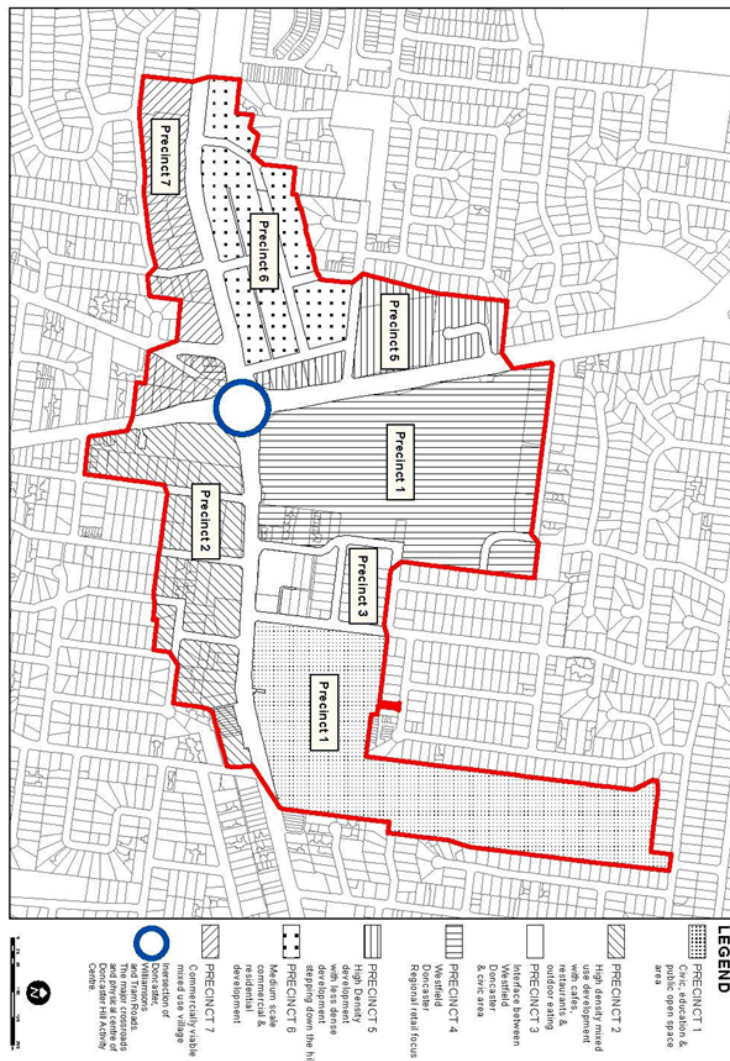 Precinct 7
Precinct 6
Precinct 5
Precinct 1
Precinct 2
Precinct 3
Precinct 1
LEGEND
PRECINCT 1
Civic, education &
public open space
area
PRECINCT 2
High density mixed
use development
with cafes,
restaurants &
outdoor eating
PRECINCT 3
Interface between
Westfield
Doncaster
& civic area
PRECINCT 4
Westfield
Doncaster
Regional retail focus
PRECINCT 5
High Density
development
with less dense
development
stepping down the hi
PRECINCT 6
Medium scale
commercial &
residential
development
PRECINCT 7
Commercially viable
mixed use village
Intersection of
Doncaster
Williamsons
and Tram Roads.
The major crossroads
and physical centre of
Doncaster Hill Activity
Centre.